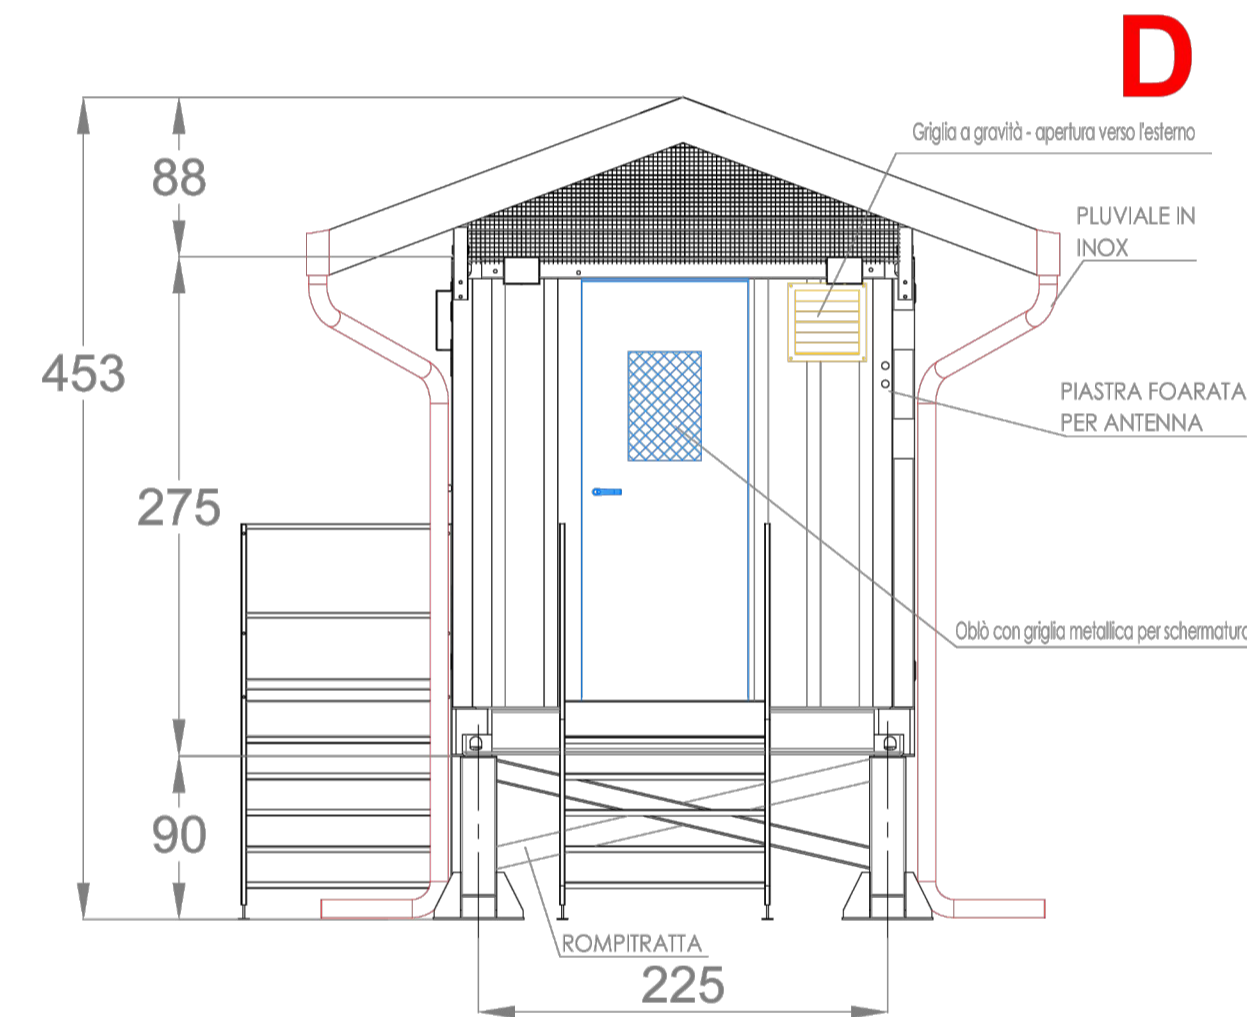 D
Griglia a gravità - apertura verso l'esterno
88
PLUVIALE IN
INOX
453
PIASTRA FOARATA
PER ANTENNA
275
Oblò con griglia metallica per schermatura
90
ROMPITRATTA
225